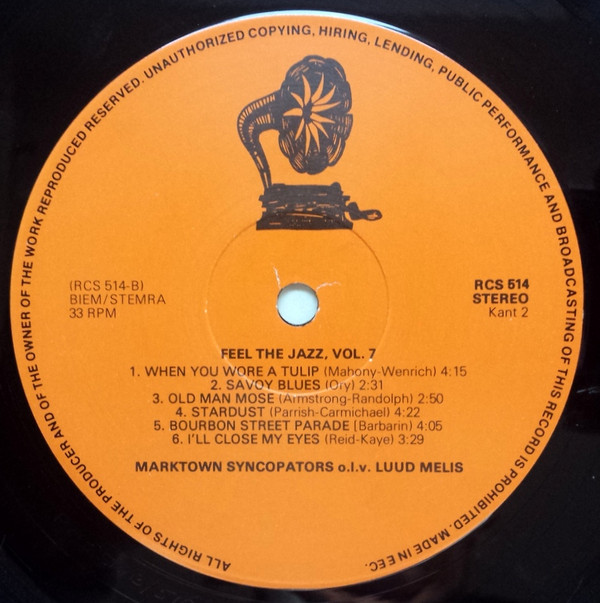 ALL RIGHTS OF THE PRODUCER AND OF THE OWNER OF THE WORK REPRODUCED RESERVED. UNAUTHORIZED COPYING, HIRING, LENDING, PUBLIC PERFORMANCE AND BROADCASTING OF THIS RECORD IS PROHIBITED. MADE IN EEC.
(RCS 514-B)
BIEM/STEMRA
33 RPM
RCS 514
STEREO
Kant 2
FEEL THE JAZZ, VOL. 7
1. WHEN YOU WORE A TULIP (Mahony-Wenrich) 4:15
2. SAVOY BLUES (Ory) 2:31
3. OLD MAN MOSE (Armstrong-Randolph) 2:50
4. STARDUST (Parrish-Carmichael) 4:22
5. BOURBON STREET PARADE [Barbarin) 4:05
6. I'LL CLOSE MY EYES (Reid-Kaye) 3:29
MARKTOWN SYNCOPATORS o.l.v. LUUD MELIS